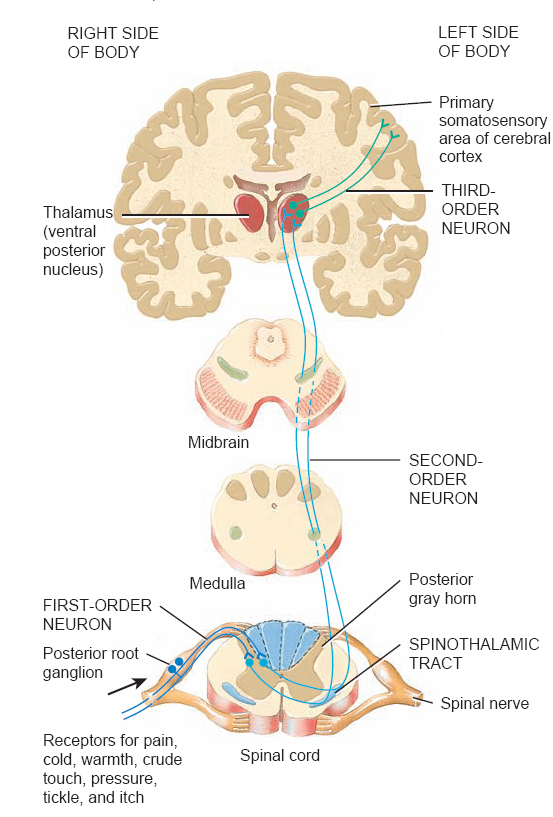 RIGHT SIDE
OF BODY
LEFT SIDE
OF BODY
Primary
somatosensory
area of cerebral
cortex
THIRD-
ORDER
NEURON
Thalamus
(ventral
posterior
nucleus)
Midbrain
SECOND-
ORDER
NEURON
Medulla
Posterior
gray horn
FIRST-ORDER
NEURON
SPINOTHALAMIC
TRACT
Posterior root
ganglion
Spinal nerve
Receptors for pain,
cold, warmth, crude
touch, pressure,
tickle, and itch
Spinal cord